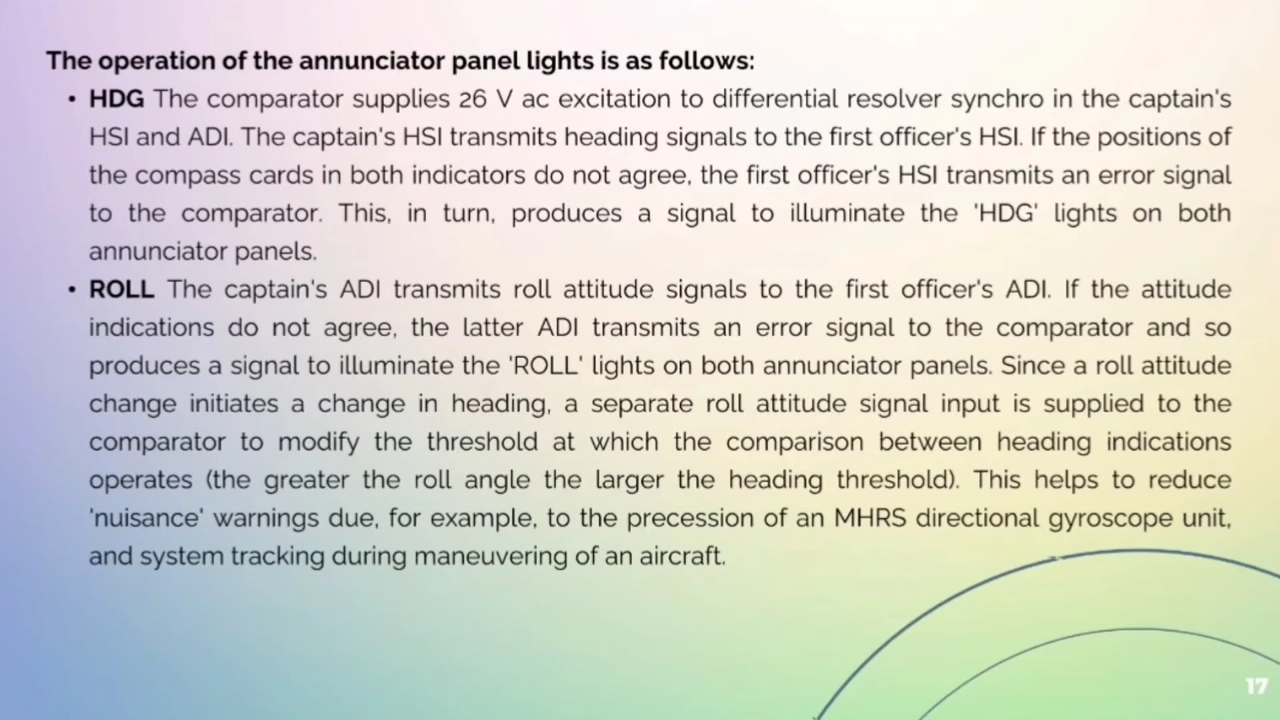 The operation of the annunciator panel lights is as follows:
• HDG The comparator supplies 26 V ac excitation to differential resolver synchro in the captain's
HSI and ADI. The captain's HSI transmits heading signals to the first officer's HSI. If the positions of
the compass cards in both indicators do not agree, the first officer's HSI transmits an error signal
to the comparator. This, in turn, produces a signal to illuminate the 'HDG' lights on both
annunciator panels.
• ROLL The captain's ADI transmits roll attitude signals to the first officer's ADI. If the attitude
indications do not agree, the latter ADI transmits an error signal to the comparator and so
produces a signal to illuminate the 'ROLL' lights on both annunciator panels. Since a roll attitude
change initiates a change in heading, a separate roll attitude signal input is supplied to the
comparator to modify the threshold at which the comparison between heading indications
operates (the greater the roll angle the larger the heading threshold). This helps to reduce
'nuisance' warnings due, for example, to the precession of an MHRS directional gyroscope unit,
and system tracking during maneuvering of an aircraft.
17